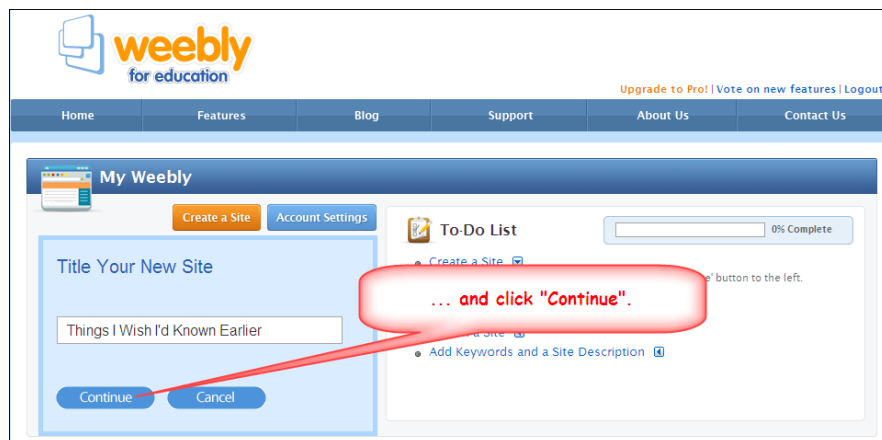 weebly
for education
Upgrade to Pro! | Vote on new features | Logout
Home Features Blog Support About Us Contact Us
My Weebly
Create a Site Account Settings
To-Do List
0% Complete
Title Your New Site
Create a Site
button to the left.
... and click "Continue".
Things I Wish I'd Known Earlier
a Site
Add Keywords and a Site Description
Continue Cancel